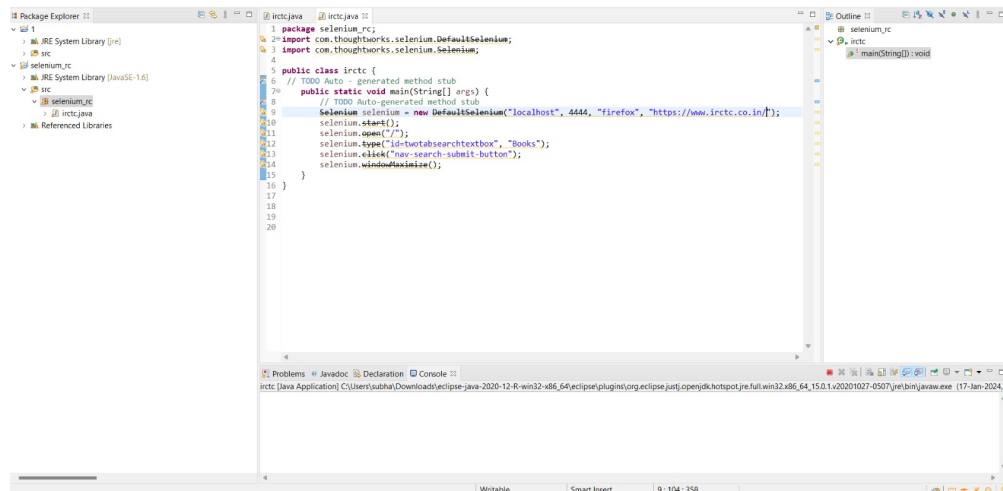 Package Explorer
1
JRE System Library [jre]
src
selenium_rc
JRE System Library [JavaSE-1.6]
src
selenium_rc
irctc.java
Referenced Libraries
irctc.java irctc.java
1 package selenium_rc;
2 import com.thoughtworks.selenium.DefaultSelenium;
3 import com.thoughtworks.selenium.Selenium;
4
5 public class irctc {
6 // TODO Auto - generated method stub
7 public static void main(String[] args) {
8 // TODO Auto-generated method stub
9 Selenium selenium = new DefaultSelenium("localhost", 4444, "firefox", "https://www.irctc.co.in/");
10 selenium.start();
11 selenium.open("/");
12 selenium.type("id=twotabsearchtextbox", "Books");
13 selenium.click("nav-search-submit-button");
14 selenium.windowMaximize();
15 }
16 }
17
18
19
20
Outline
selenium_rc
irctc
main(String[]) : void
Problems Javadoc Declaration Console
irctc [Java Application] C:\Users\subha\Downloads\eclipse-java-2020-12-R-win32-x86_64\eclipse\plugins\org.eclipse.justj.openjdk.hotspot.jre.full.win32.x86_64_15.0.1.v20201027-0507\jre\bin\javaw.exe (17-Jan-2024,
Writable Smart Insert 9 : 104 : 358